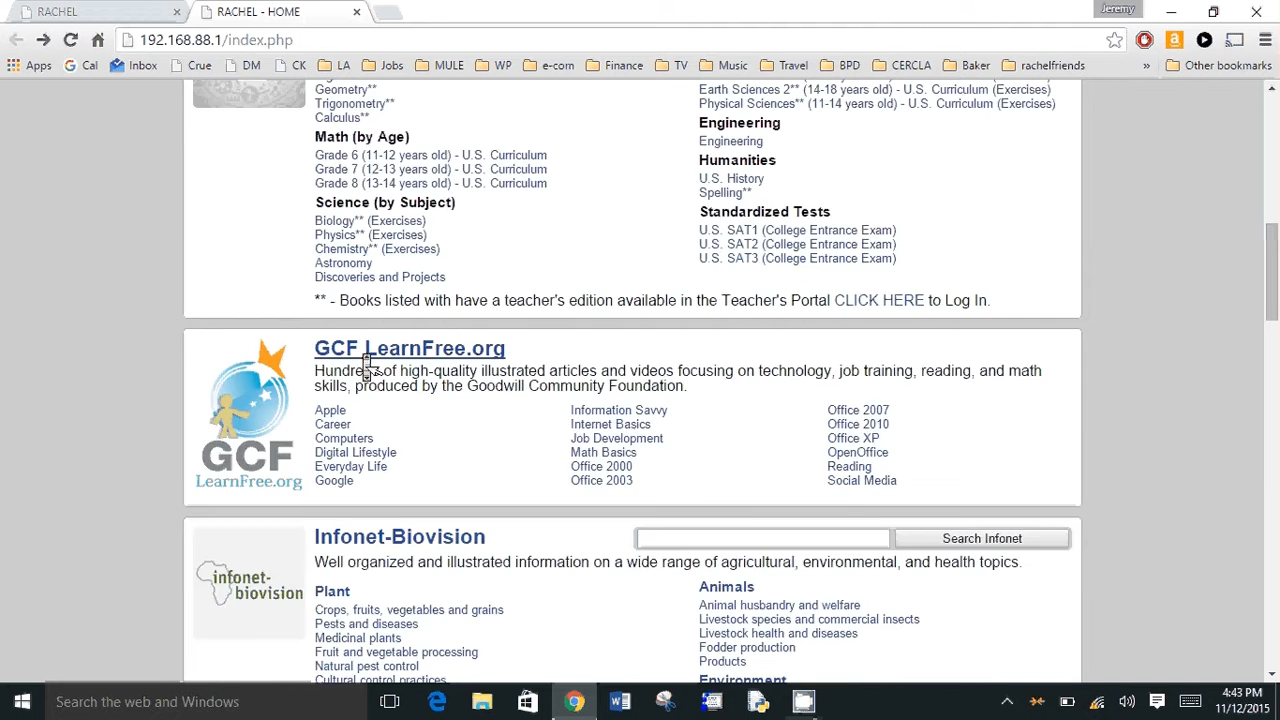 RACHEL
RACHEL - HOME
Jeremy
192.168.88.1/index.php
Apps
Cal
Inbox
Crue
DM
CK
LA
Jobs
MULE
WP
e-com
Finance
TV
Music
Travel
BPD
CERCLA
Baker
rachelfriends
»
Other bookmarks
Geometry**
Trigonometry**
Calculus**
Math (by Age)
Grade 6 (11-12 years old) - U.S. Curriculum
Grade 7 (12-13 years old) - U.S. Curriculum
Grade 8 (13-14 years old) - U.S. Curriculum
Science (by Subject)
Biology** (Exercises)
Physics** (Exercises)
Chemistry** (Exercises)
Astronomy
Discoveries and Projects
Earth Sciences 2** (14-18 years old) - U.S. Curriculum (Exercises)
Physical Sciences** (11-14 years old) - U.S. Curriculum (Exercises)
Engineering
Engineering
Humanities
U.S. History
Spelling**
Standardized Tests
U.S. SAT1 (College Entrance Exam)
U.S. SAT2 (College Entrance Exam)
U.S. SAT3 (College Entrance Exam)
** - Books listed with have a teacher's edition available in the Teacher's Portal CLICK HERE to Log In.
GCF LearnFree.org
GCF LearnFree.org
Hundreds of high-quality illustrated articles and videos focusing on technology, job training, reading, and math
skills, produced by the Goodwill Community Foundation.
Apple
Career
Computers
Digital Lifestyle
Everyday Life
Google
Information Savvy
Internet Basics
Job Development
Math Basics
Office 2000
Office 2003
Office 2007
Office 2010
Office XP
OpenOffice
Reading
Social Media
infonet-
biovision
Infonet-Biovision
Search Infonet
Well organized and illustrated information on a wide range of agricultural, environmental, and health topics.
Plant
Crops, fruits, vegetables and grains
Pests and diseases
Medicinal plants
Fruit and vegetable processing
Natural pest control
Cultural control practices
Animals
Animal husbandry and welfare
Livestock species and commercial insects
Livestock health and diseases
Fodder production
Products
Environment
Search the web and Windows
4:43 PM
11/12/2015